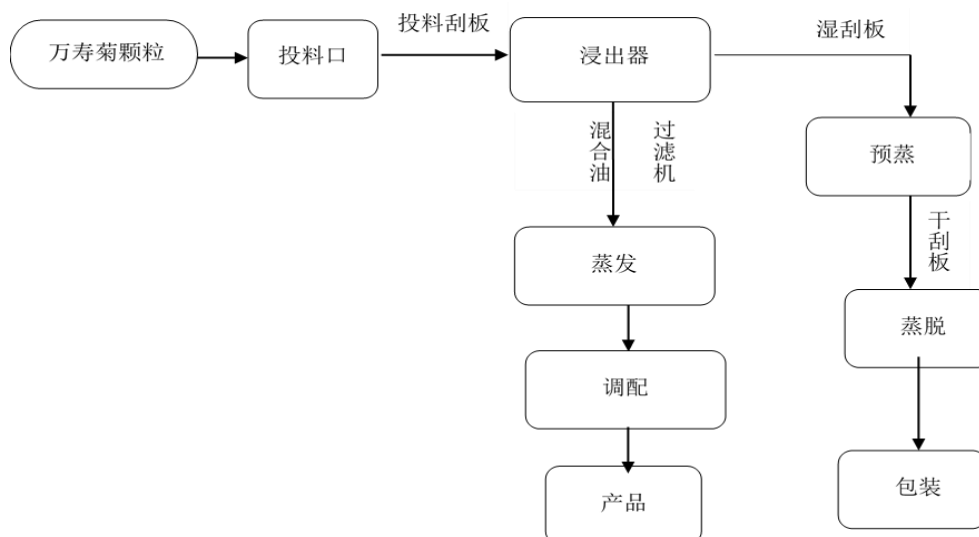 万寿菊颗粒
投料口
投料刮板
浸出器
湿刮板
混合油
过滤机
预蒸
干刮板
蒸发
蒸脱
调配
产品
包装